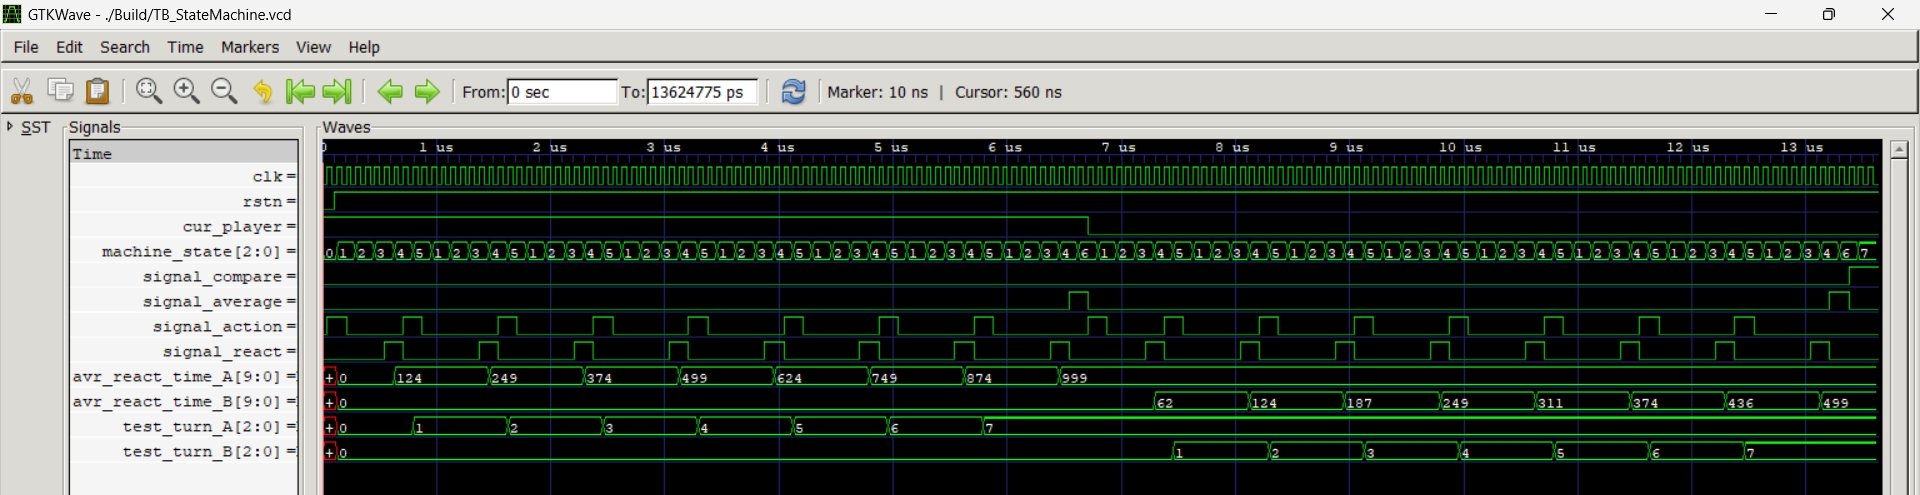 GTKWave - ./Build/TB_StateMachine.vcd
File Edit Search Time Markers View Help
From: 0 sec To: 13624775 ps Marker: 10 ns | Cursor: 560 ns
SST Signals Waves
Time 0 1 us 2 us 3 us 4 us 5 us 6 us 7 us 8 us 9 us 10 us 11 us 12 us 13 us
clk=
rstn=
cur_player=
machine_state[2:0]= 0 1 2 3 4 5 1 2 3 4 5 1 2 3 4 5 1 2 3 4 5 1 2 3 4 5 1 2 3 4 5 1 2 3 4 5 1 2 3 4 6 1 2 3 4 5 1 2 3 4 5 1 2 3 4 5 1 2 3 4 5 1 2 3 4 5 1 2 3 4 5 1 2 3 4 5 1 2 3 4 6 7
signal_compare=
signal_average=
signal_action=
signal_react=
avr_react_time_A[9:0]= + 0 124 249 374 499 624 749 874 999
avr_react_time_B[9:0]= + 0 62 124 187 249 311 374 436 499
test_turn_A[2:0]= + 0 1 2 3 4 5 6 7
test_turn_B[2:0]= + 0 1 2 3 4 5 6 7